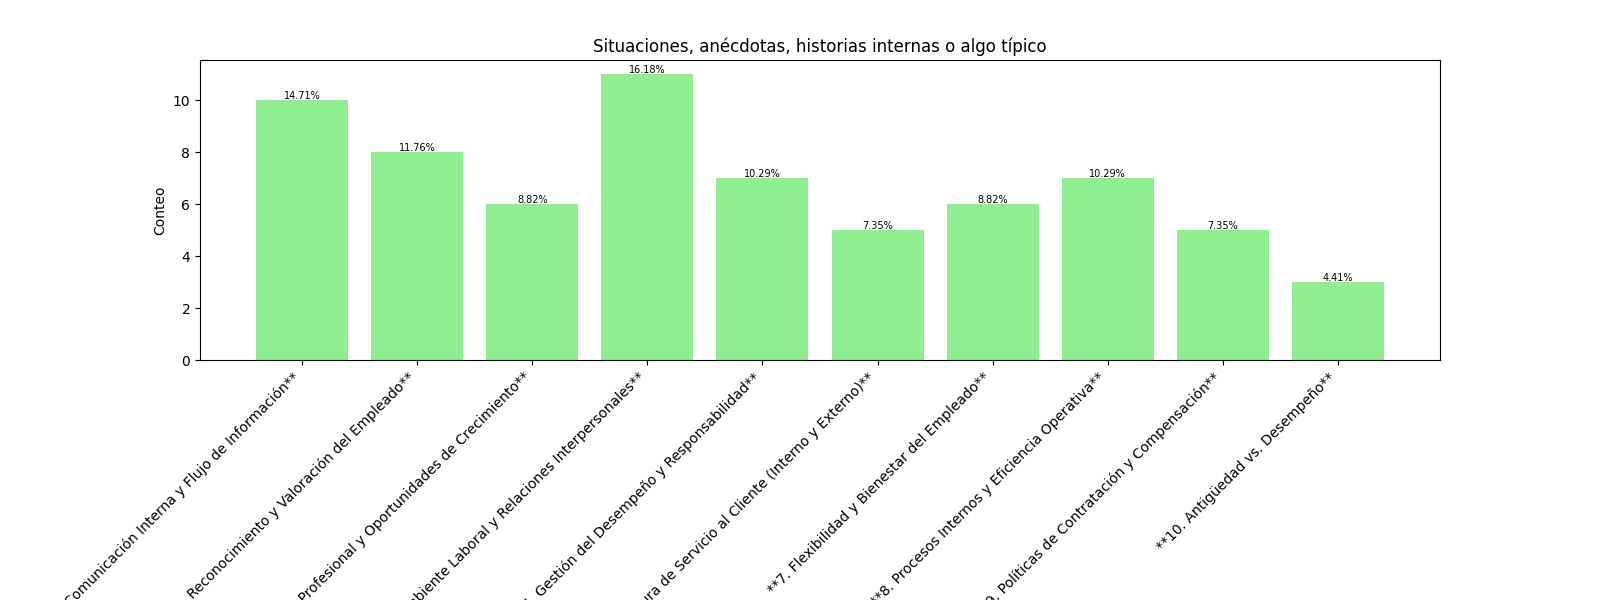 Situaciones, anécdotas, historias internas o algo típico
Conteo
10
8
6
4
2
0
14.71%
11.76%
8.82%
16.18%
10.29%
7.35%
8.82%
10.29%
7.35%
4.41%
Comunicación Interna y Flujo de Información**
Reconocimiento y Valoración del Empleado**
Profesional y Oportunidades de Crecimiento**
Laboral y Relaciones Interpersonales**
Gestión del Desempeño y Responsabilidad**
de Servicio al Cliente (Interno y Externo)**
**7. Flexibilidad y Bienestar del Empleado**
**8. Procesos Internos y Eficiencia Operativa**
9. Políticas de Contratación y Compensación**
**10. Antigüedad vs. Desempeño**